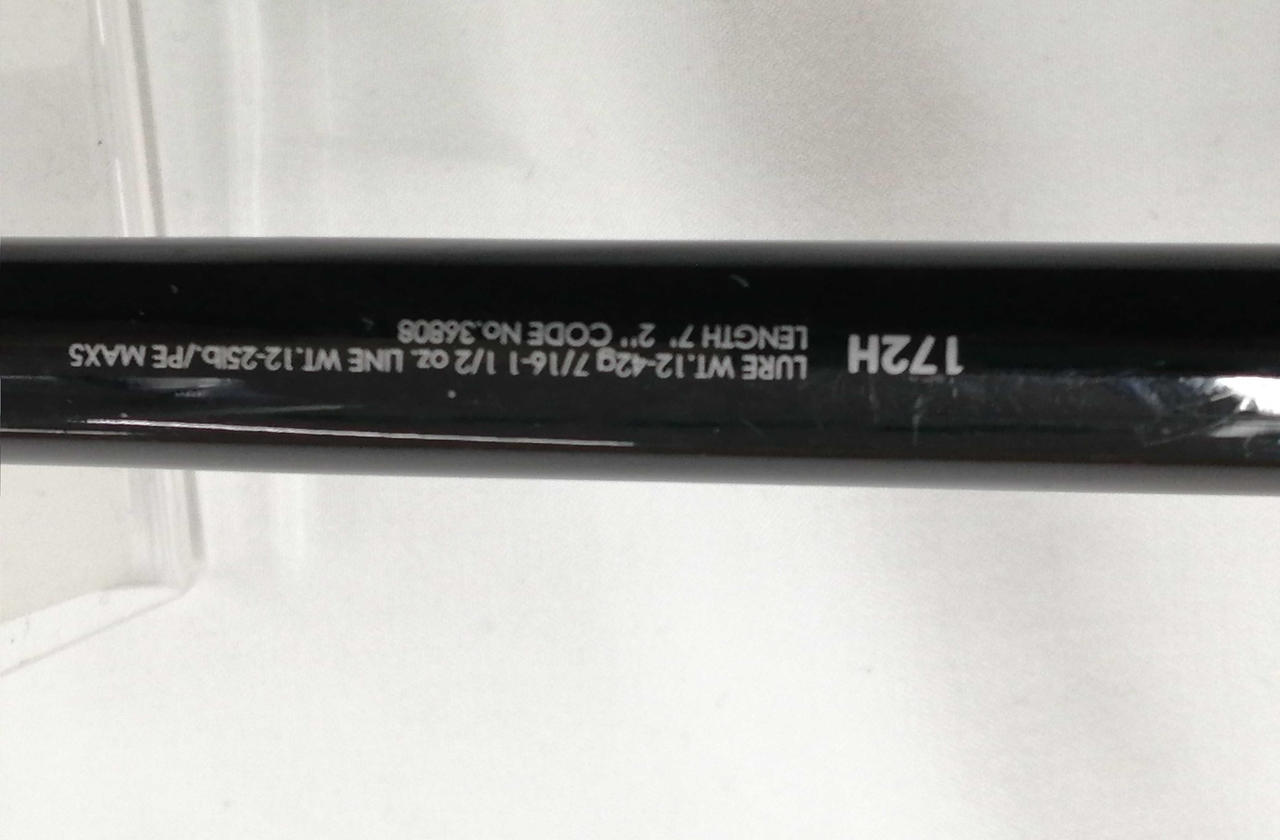 172H
LURE WT.12-42g 7/16-1 1/2 oz. LINE WT.12-25lb./PE MAX5
LENGTH 7' 2'' CODE No.36808